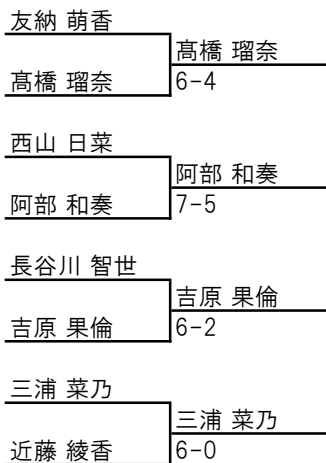 友納 萌香
髙橋 瑠奈
髙橋 瑠奈
6-4
西山 日菜
阿部 和奏
阿部 和奏
7-5
長谷川 智世
吉原 果倫
吉原 果倫
6-2
三浦 菜乃
三浦 菜乃
近藤 綾香
6-0